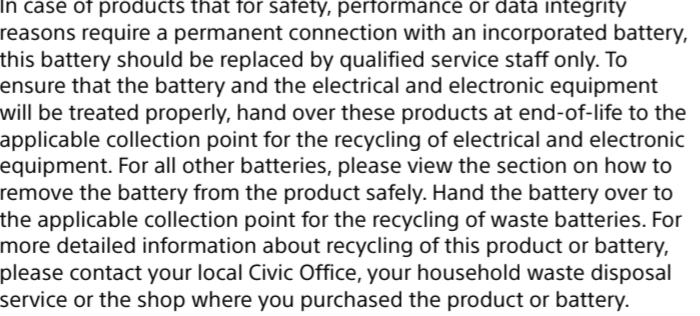 In case of products that for safety, performance or data integrity
reasons require a permanent connection with an incorporated battery,
this battery should be replaced by qualified service staff only. To
ensure that the battery and the electrical and electronic equipment
will be treated properly, hand over these products at end-of-life to the
applicable collection point for the recycling of electrical and electronic
equipment. For all other batteries, please view the section on how to
remove the battery from the product safely. Hand the battery over to
the applicable collection point for the recycling of waste batteries. For
more detailed information about recycling of this product or battery,
please contact your local Civic Office, your household waste disposal
service or the shop where you purchased the product or battery.